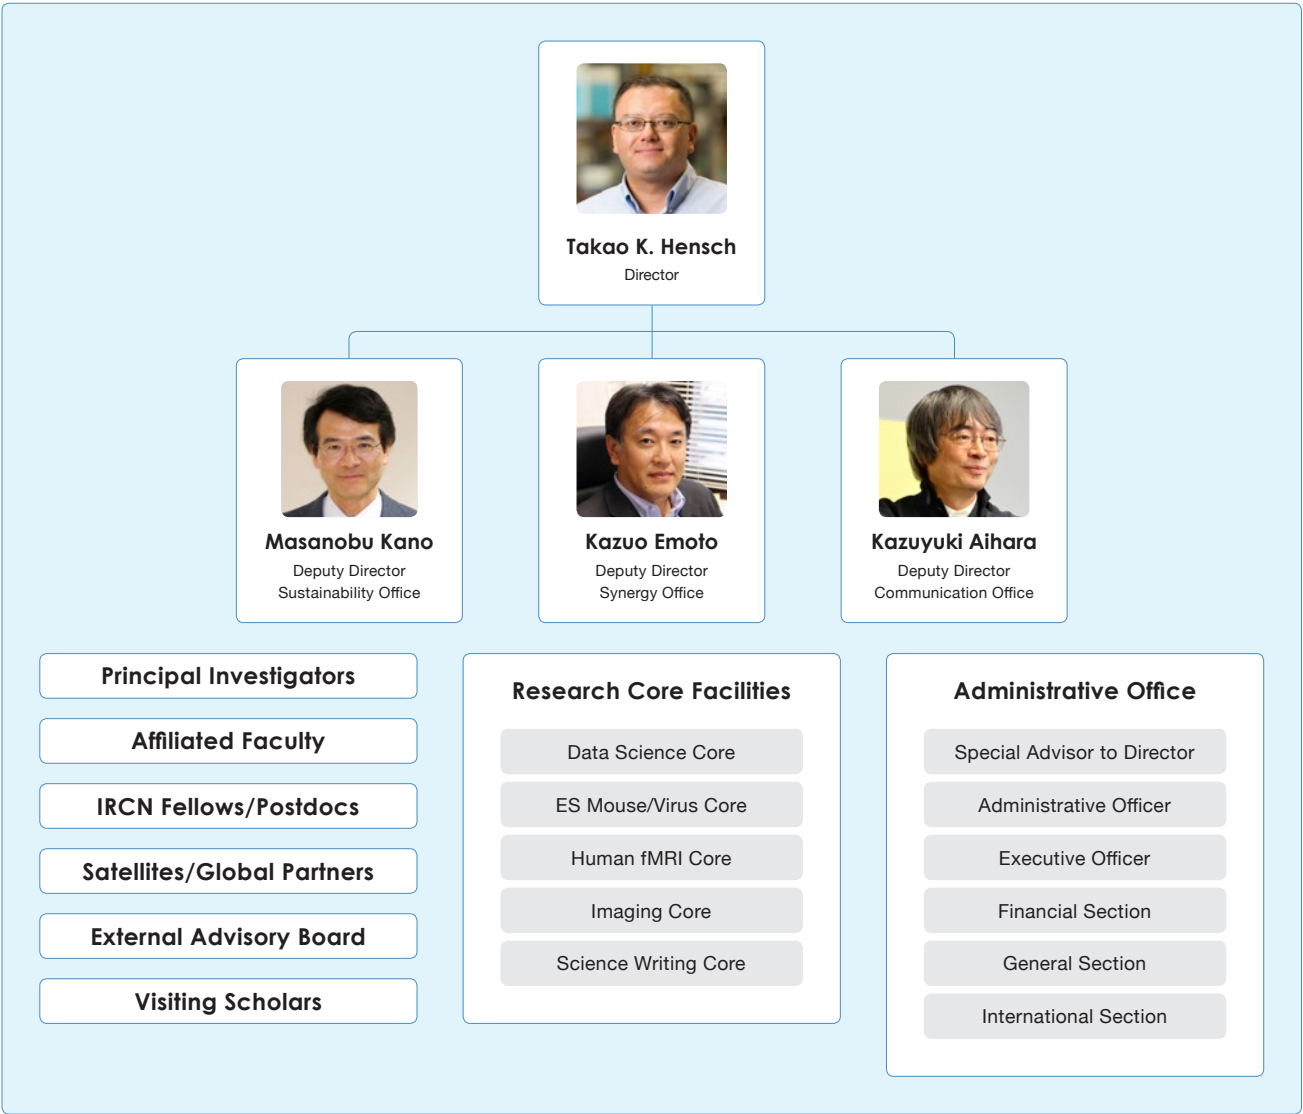 Takao K. Hensch
Director
Masanobu Kano
Deputy Director
Sustainability Office
Kazuo Emoto
Deputy Director
Synergy Office
Kazuyuki Aihara
Deputy Director
Communication Office
Principal Investigators
Affiliated Faculty
IRCN Fellows/Postdocs
Satellites/Global Partners
External Advisory Board
Visiting Scholars
Research Core Facilities
Data Science Core
ES Mouse/Virus Core
Human fMRI Core
Imaging Core
Science Writing Core
Administrative Office
Special Advisor to Director
Administrative Officer
Executive Officer
Financial Section
General Section
International Section